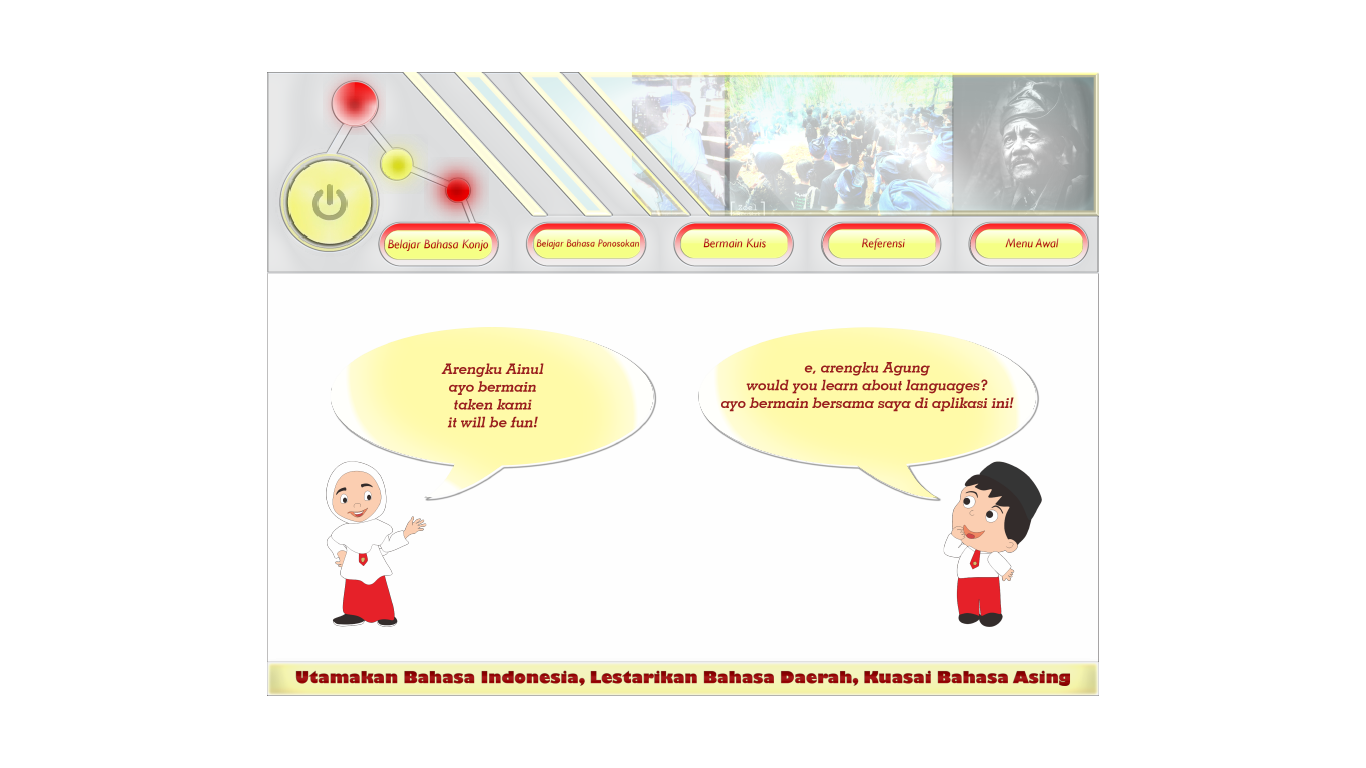 Belajar Bahasa Konjo
Belajar Bahasa Ponosokan
Bermain Kuis
Referensi
Menu Awal
Arengku Ainul
ayo bermain
taken kami
it will be fun!
e, arengku Agung
would you learn about languages?
ayo bermain bersama saya di aplikasi ini!
Utamakan Bahasa Indonesia, Lestarikan Bahasa Daerah, Kuasai Bahasa Asing